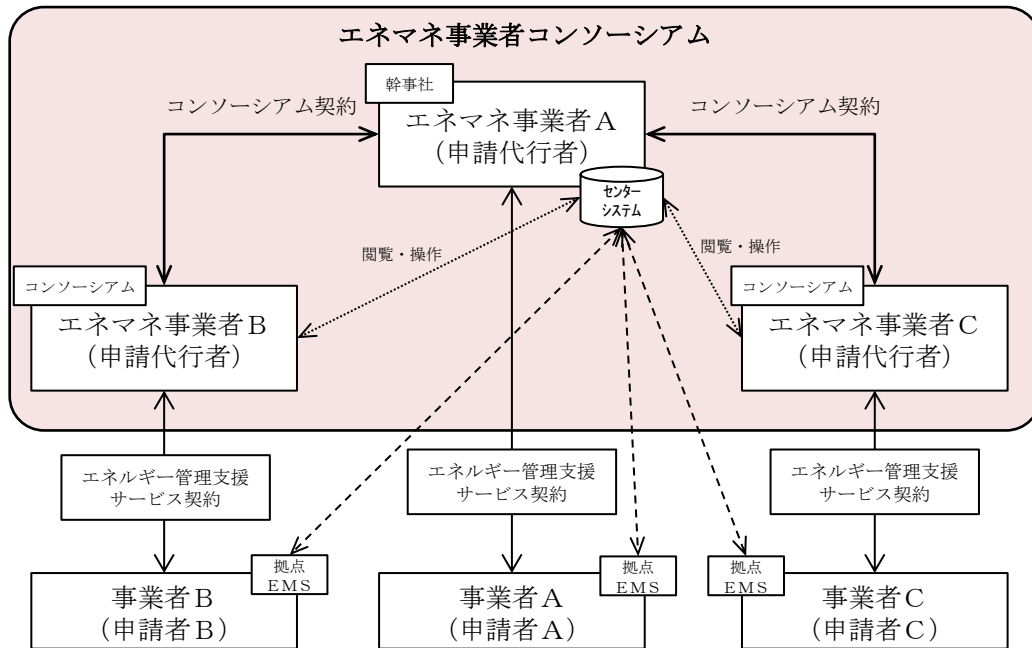 エネマネ事業者コンソーシアム
幹事社
コンソーシアム契約
エネマネ事業者A
(申請代行者)
コンソーシアム契約
センター
システム
閲覧・操作
閲覧・操作
コンソーシアム
エネマネ事業者B
(申請代行者)
コンソーシアム
エネマネ事業者C
(申請代行者)
エネルギー管理支援
サービス契約
エネルギー管理支援
サービス契約
エネルギー管理支援
サービス契約
拠点
EMS
事業者B
(申請者B)
拠点
EMS
事業者A
(申請者A)
拠点
EMS
事業者C
(申請者C)